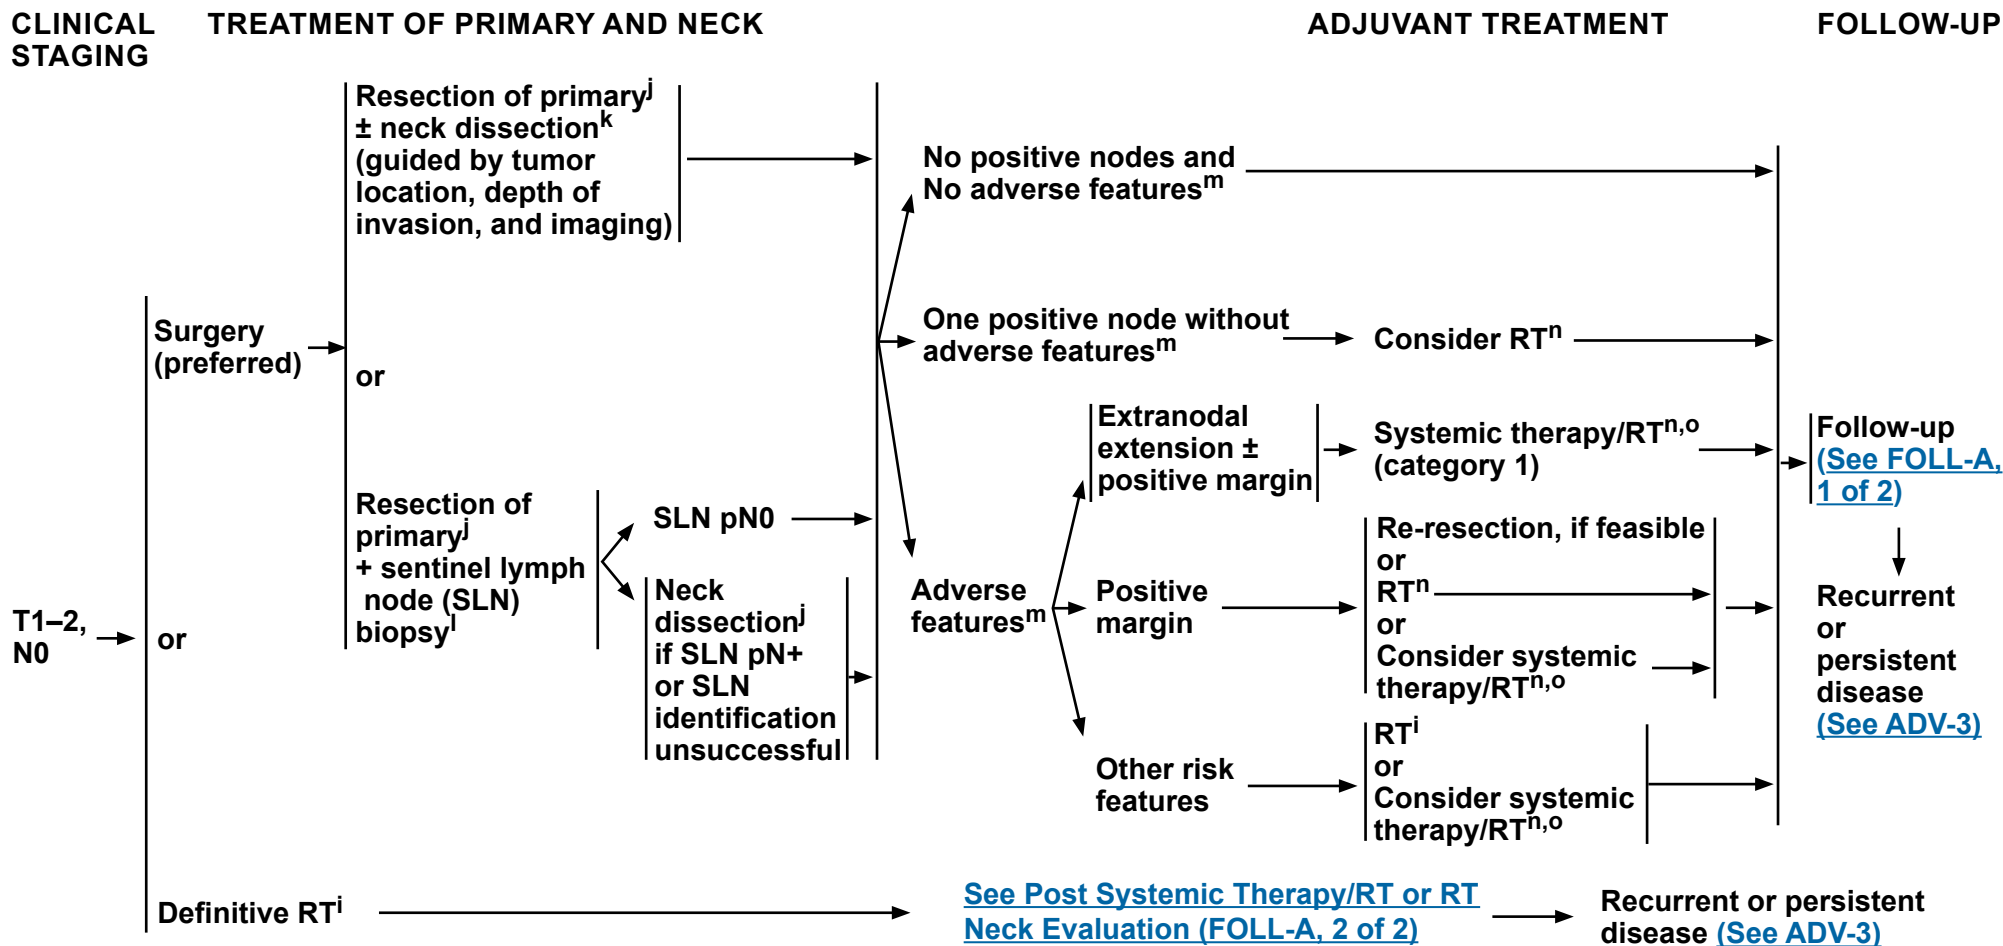 CLINICAL
STAGING
TREATMENT OF PRIMARY AND NECK
ADJUVANT TREATMENT
FOLLOW-UP
T1–2,
N0
Surgery
(preferred)
or
Definitive RTⁱ
Resection of primaryʲ
± neck dissectionᵏ
(guided by tumor
location, depth of
invasion, and imaging)
or
Resection of
primaryʲ
+ sentinel lymph
node (SLN)
biopsyˡ
SLN pN0
Neck
dissectionʲ
if SLN pN+
or SLN
identification
unsuccessful
No positive nodes and
No adverse featuresᵐ
One positive node without
adverse featuresᵐ
Consider RTⁿ
Adverse
featuresᵐ
Extranodal
extension ±
positive margin
Systemic therapy/RTⁿ,ᵒ
(category 1)
Positive
margin
Re-resection, if feasible
or
RTⁿ
or
Consider systemic
therapy/RTⁿ,ᵒ
Other risk
features
RTⁱ
or
Consider systemic
therapy/RTⁿ,ᵒ
Follow-up
(See FOLL-A,
1 of 2)
Recurrent
or
persistent
disease
(See ADV-3)
See Post Systemic Therapy/RT or RT
Neck Evaluation (FOLL-A, 2 of 2)
Recurrent or persistent
disease (See ADV-3)